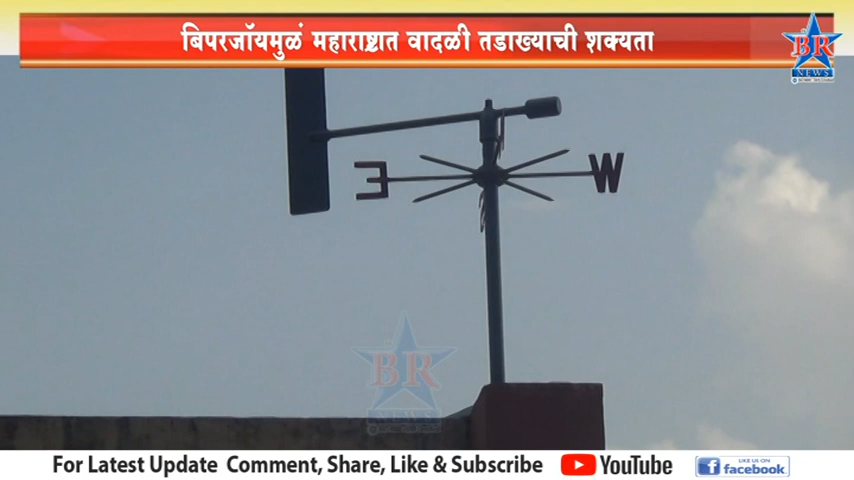 बिपरजॉयमुळं महाराष्ट्रात वादळी तडाख्याची शक्यता
BR
NEWS
E
W
BR
NEWS
For Latest Update Comment, Share, Like & Subscribe
YouTube
LIKE US ON
facebook